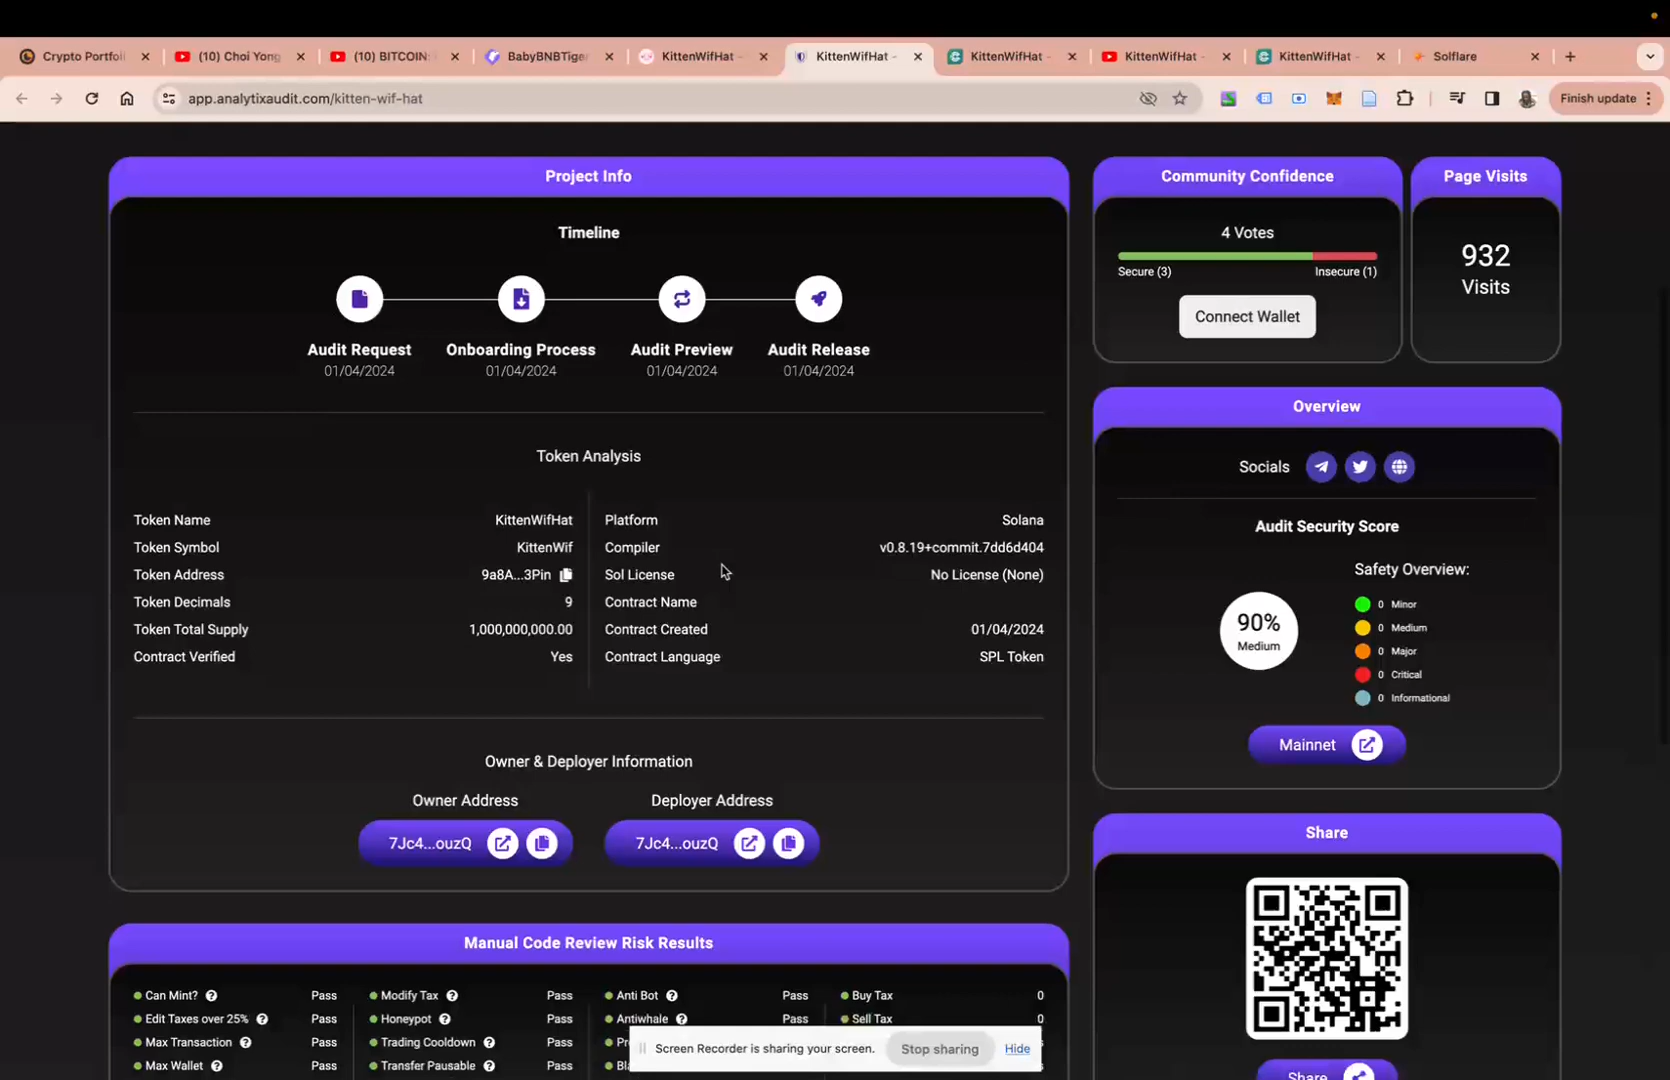 Crypto Portfoli
(10) Choi Yong
(10) BITCOIN:
BabyBNBTiger
KittenWifHat -
KittenWifHat -
KittenWifHat -
KittenWifHat -
KittenWifHat -
Solflare
app.analytixaudit.com/kitten-wif-hat
Finish update
Project Info
Timeline
Audit Request
01/04/2024
Onboarding Process
01/04/2024
Audit Preview
01/04/2024
Audit Release
01/04/2024
Token Analysis
Token Name KittenWifHat
Token Symbol KittenWif
Token Address 9a8A...3Pin
Token Decimals 9
Token Total Supply 1,000,000,000.00
Contract Verified Yes
Platform Solana
Compiler v0.8.19+commit.7dd6d404
Sol License No License (None)
Contract Name
Contract Created 01/04/2024
Contract Language SPL Token
Owner & Deployer Information
Owner Address
7Jc4...ouzQ
Deployer Address
7Jc4...ouzQ
Manual Code Review Risk Results
Can Mint? Pass
Edit Taxes over 25% Pass
Max Transaction Pass
Max Wallet Pass
Modify Tax Pass
Honeypot Pass
Trading Cooldown Pass
Transfer Pausable Pass
Anti Bot Pass
Antiwhale Pass
Buy Tax 0
Sell Tax 0
Screen Recorder is sharing your screen.
Stop sharing
Hide
Community Confidence
4 Votes
Secure (3) Insecure (1)
Connect Wallet
Page Visits
932
Visits
Overview
Socials
Audit Security Score
Safety Overview:
90%
Medium
0 Minor
0 Medium
0 Major
0 Critical
0 Informational
Mainnet
Share
Share